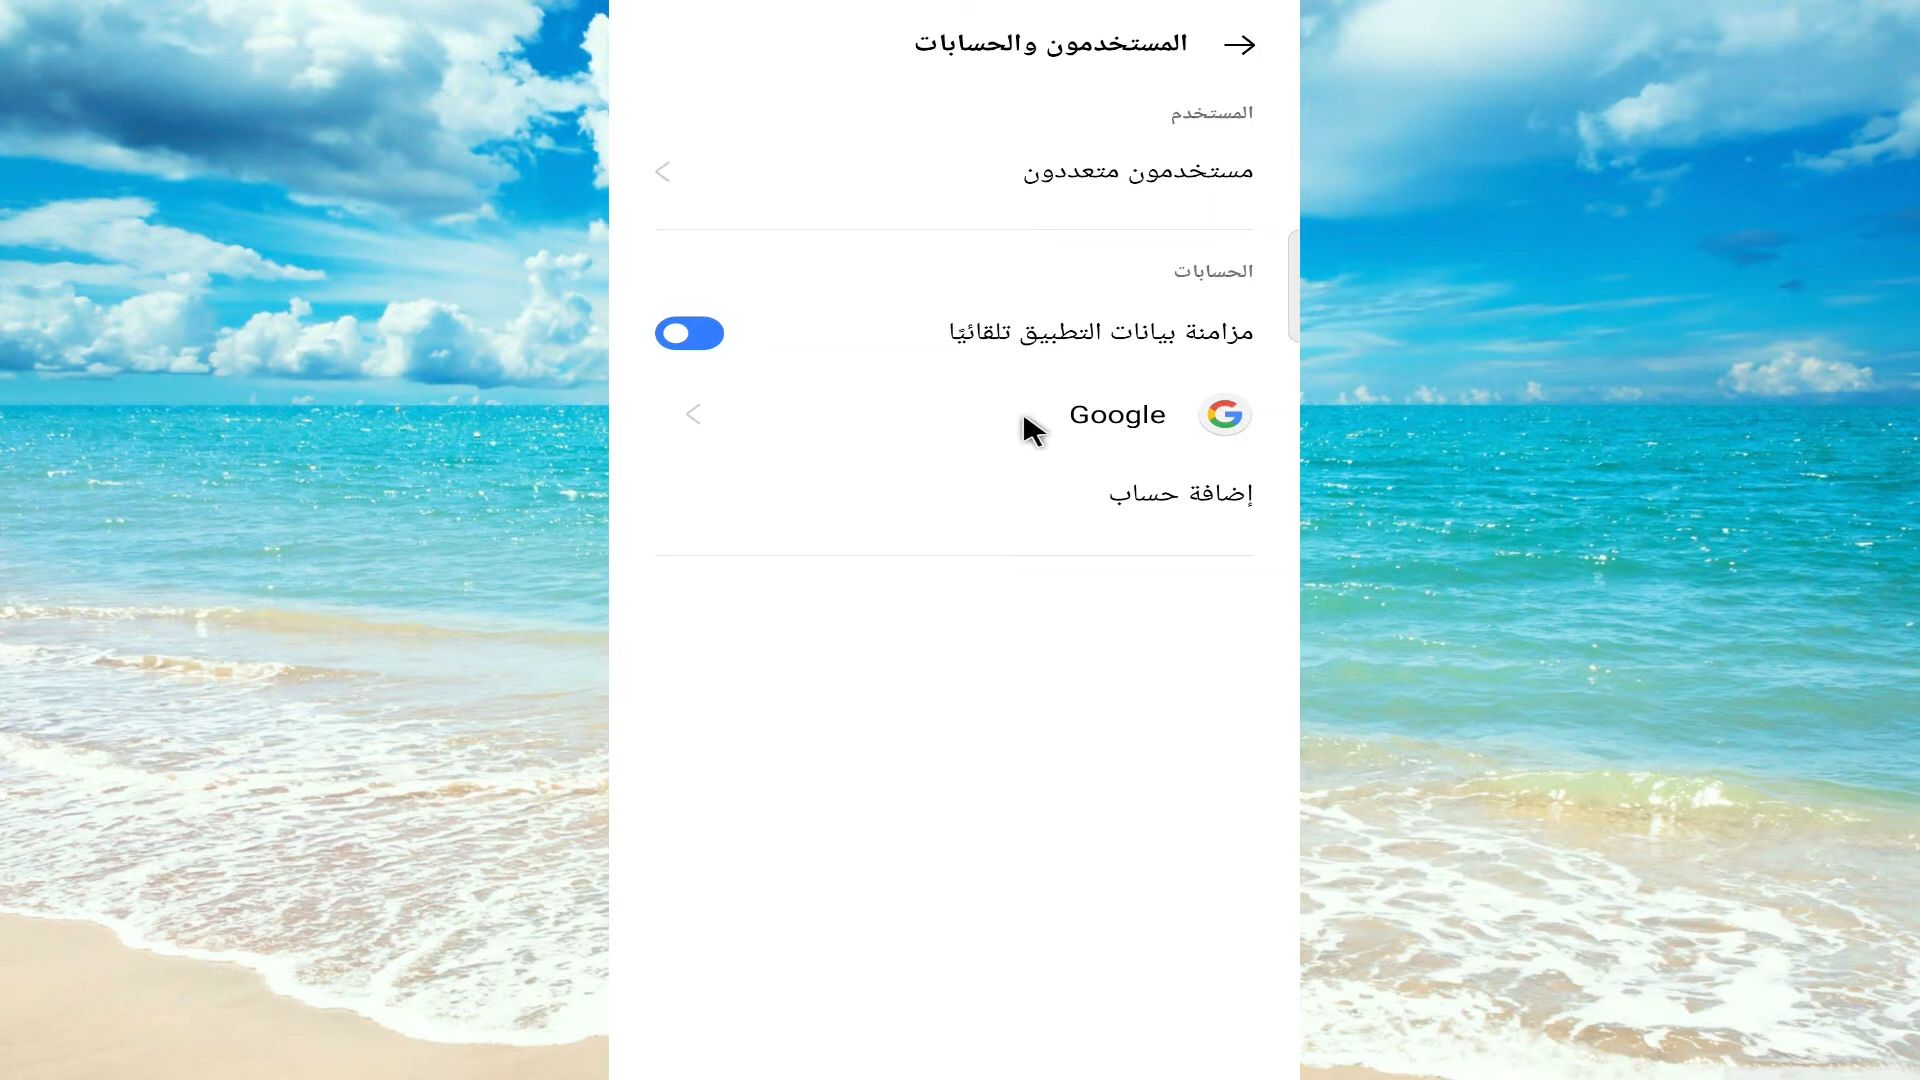 المستخدمون والحسابات
المستخدم
مستخدمون متعددون
الحسابات
مزامنة بيانات التطبيق تلقائيًا
Google
إضافة حساب